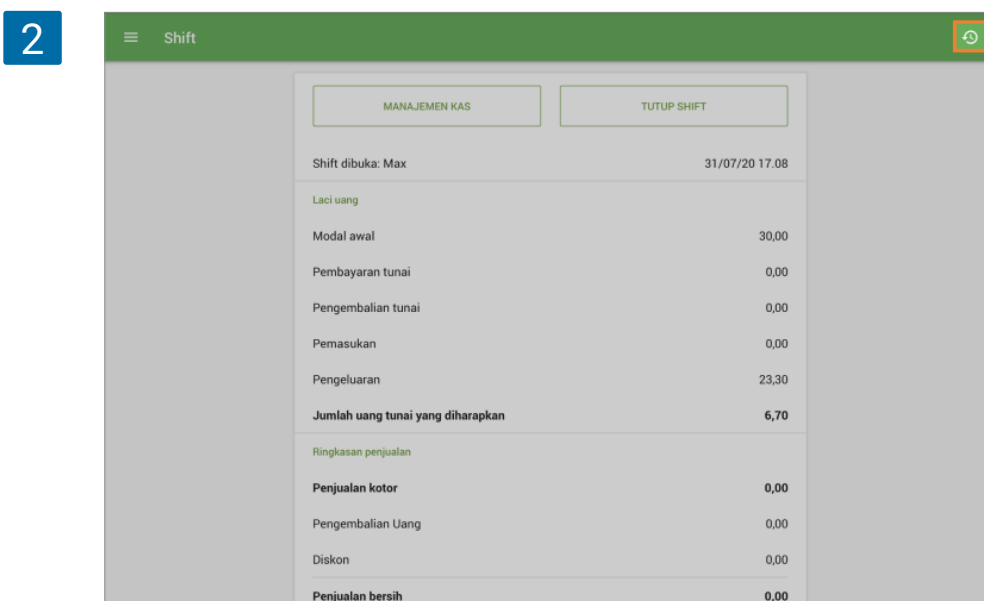 2
Shift
MANAJEMEN KAS TUTUP SHIFT
Shift dibuka: Max 31/07/20 17.08
Laci uang
Modal awal 30,00
Pembayaran tunai 0,00
Pengembalian tunai 0,00
Pemasukan 0,00
Pengeluaran 23,30
Jumlah uang tunai yang diharapkan 6,70
Ringkasan penjualan
Penjualan kotor 0,00
Pengembalian Uang 0,00
Diskon 0,00
Penjualan bersih 0,00